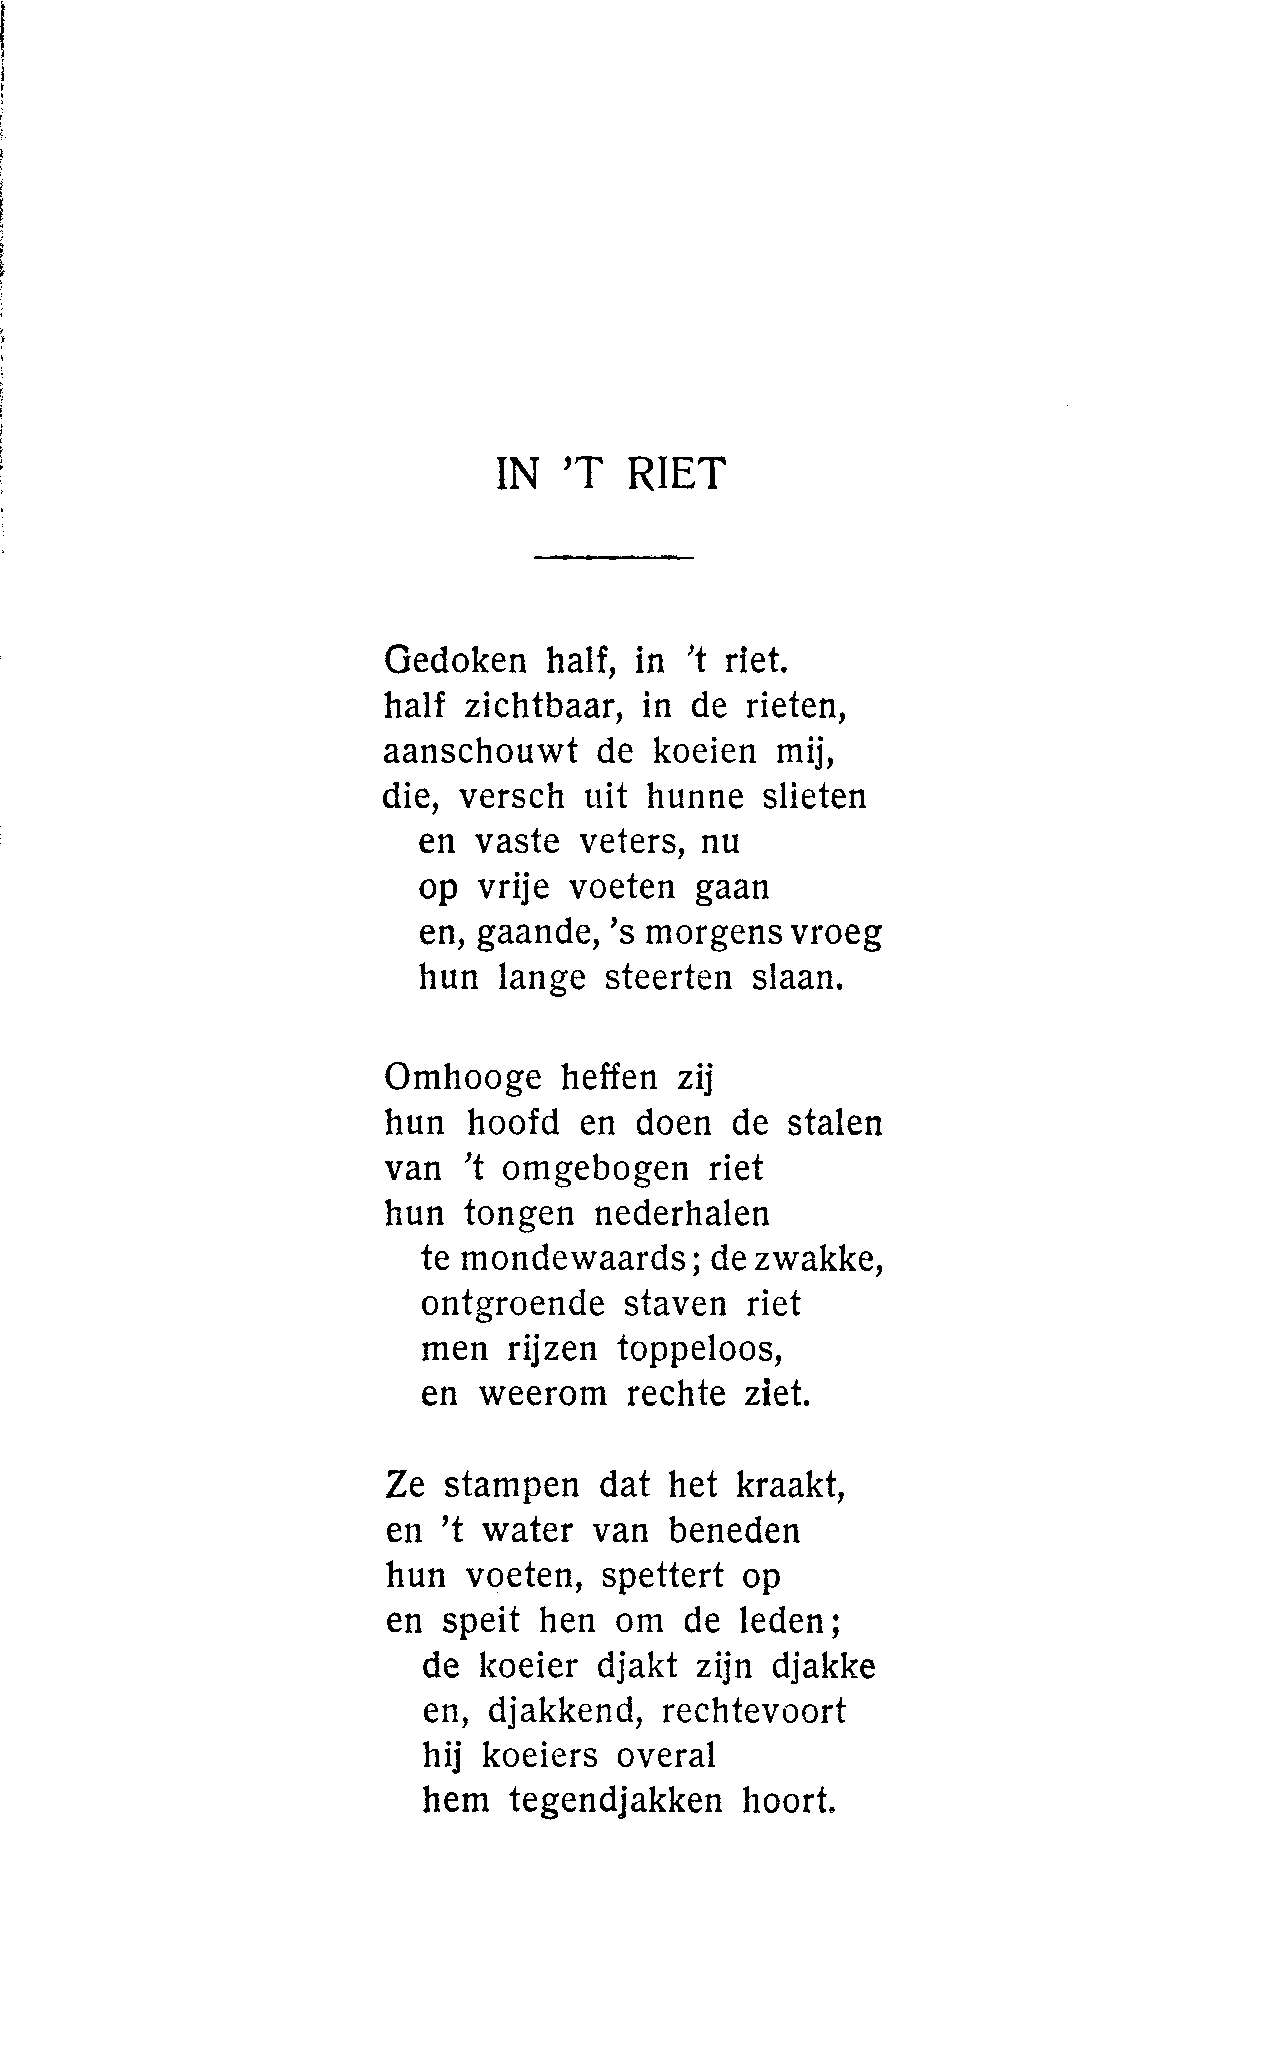 IN 'T RIET
Gedoken half, in 't riet.
half zichtbaar, in de rieten,
aanschouwt de koeien mij,
die, versch uit hunne slieten
en vaste veters, nu
op vrije voeten gaan
en, gaande, 's morgens vroeg
hun lange steerten slaan.
Omhooge heffen zij
hun hoofd en doen de stalen
van 't omgebogen riet
hun tongen nederhalen
te mondewaards; de zwakke,
ontgroende staven riet
men rijzen toppeloos,
en weerom rechte ziet.
Ze stampen dat het kraakt,
en 't water van beneden
hun voeten, spettert op
en speit hen om de leden;
de koeier djakt zijn djakke
en, djakkend, rechtevoort
hij koeiers overal
hem tegendjakken hoort.